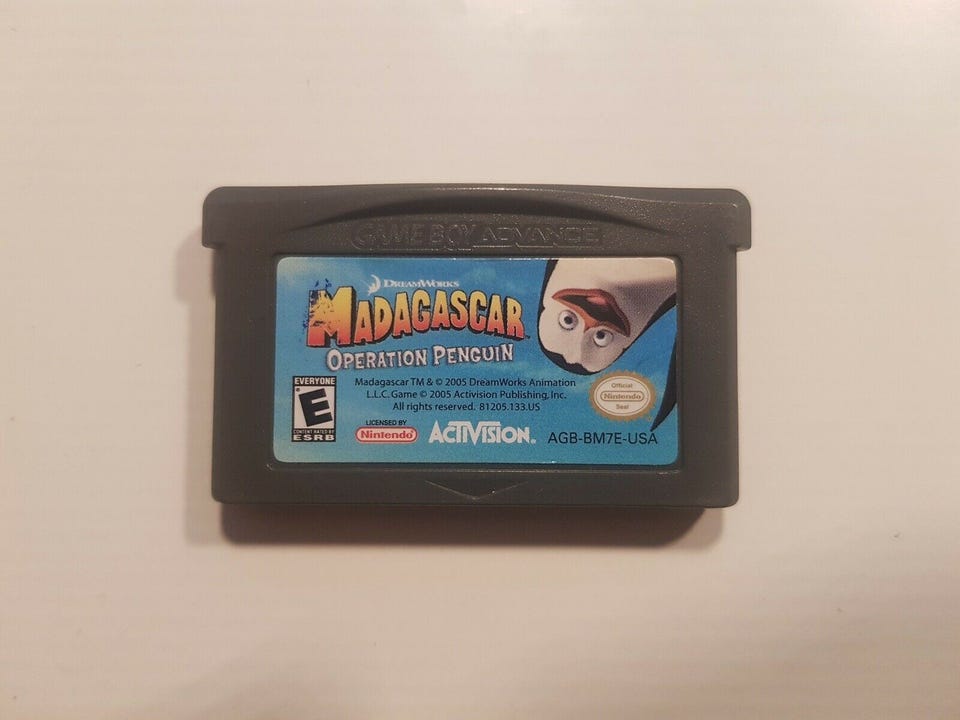 GAME BOY ADVANCE
DREAMWORKS
MADAGASCAR™
OPERATION PENGUIN
Madagascar TM & © 2005 DreamWorks Animation
L.L.C. Game © 2005 Activision Publishing, Inc.
All rights reserved. 81205.133.US
EVERYONE
E
CONTENT RATED BY
ESRB
LICENSED BY
Nintendo®
ACTIVISION®
Official
Nintendo
Seal
AGB-BM7E-USA